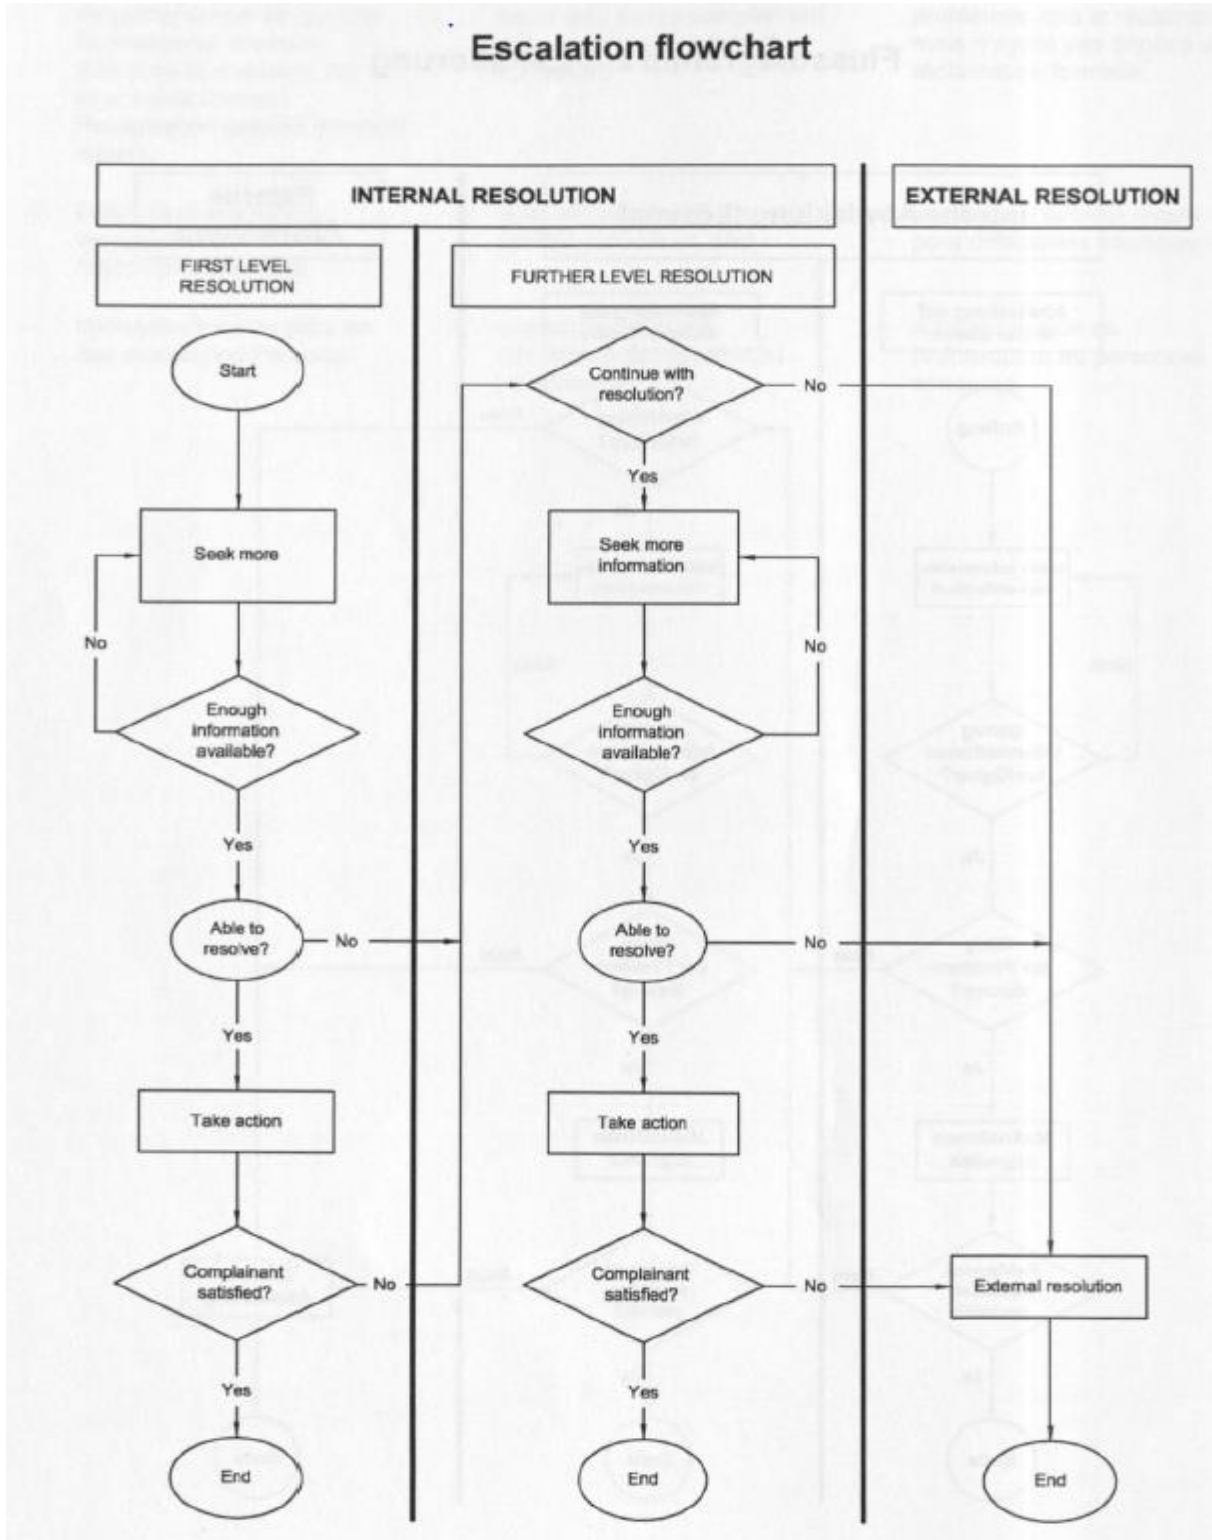 Escalation flowchart
INTERNAL RESOLUTION
EXTERNAL RESOLUTION
FIRST LEVEL
RESOLUTION
FURTHER LEVEL RESOLUTION
Start
Continue with
resolution?
No
Yes
Seek more
Seek more
information
No
No
Enough
information
available?
Enough
information
available?
Yes
Yes
Able to
resolve?
No
Able to
resolve?
No
Yes
Yes
Take action
Take action
Complainant
satisfied?
No
Complainant
satisfied?
No
External resolution
Yes
Yes
End
End
End